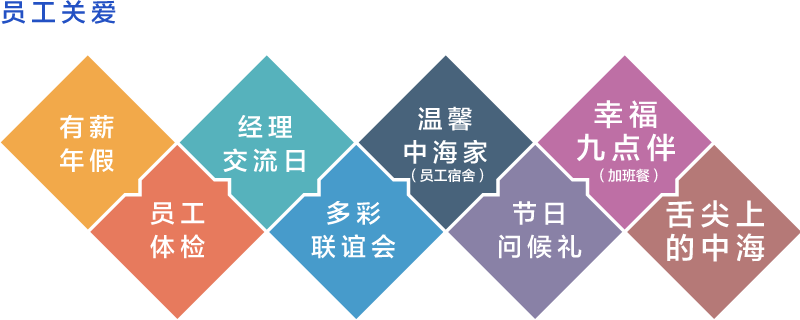 员工关爱
有薪
年假
员工
体检
经理
交流日
多彩
联谊会
温馨
中海家
（员工宿舍）
节日
问候礼
幸福
九点伴
（加班餐）
舌尖上
的中海